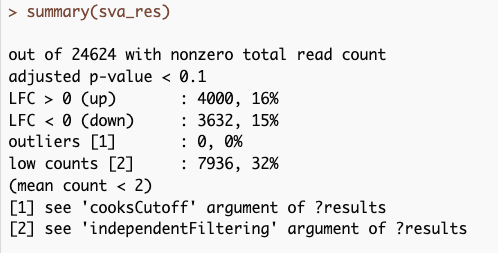 > summary(sva_res)
out of 24624 with nonzero total read count
adjusted p-value < 0.1
LFC > 0 (up)       : 4000, 16%
LFC < 0 (down)     : 3632, 15%
outliers [1]       : 0, 0%
low counts [2]     : 7936, 32%
(mean count < 2)
[1] see 'cooksCutoff' argument of ?results
[2] see 'independentFiltering' argument of ?results